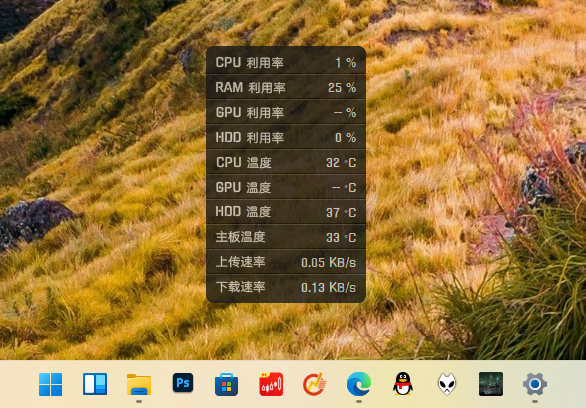 CPU 利用率 1 %
RAM 利用率 25 %
GPU 利用率 -- %
HDD 利用率 0 %
CPU 温度 32 °C
GPU 温度 -- °C
HDD 温度 37 °C
主板温度 33 °C
上传速率 0.05 KB/s
下载速率 0.13 KB/s
Ps